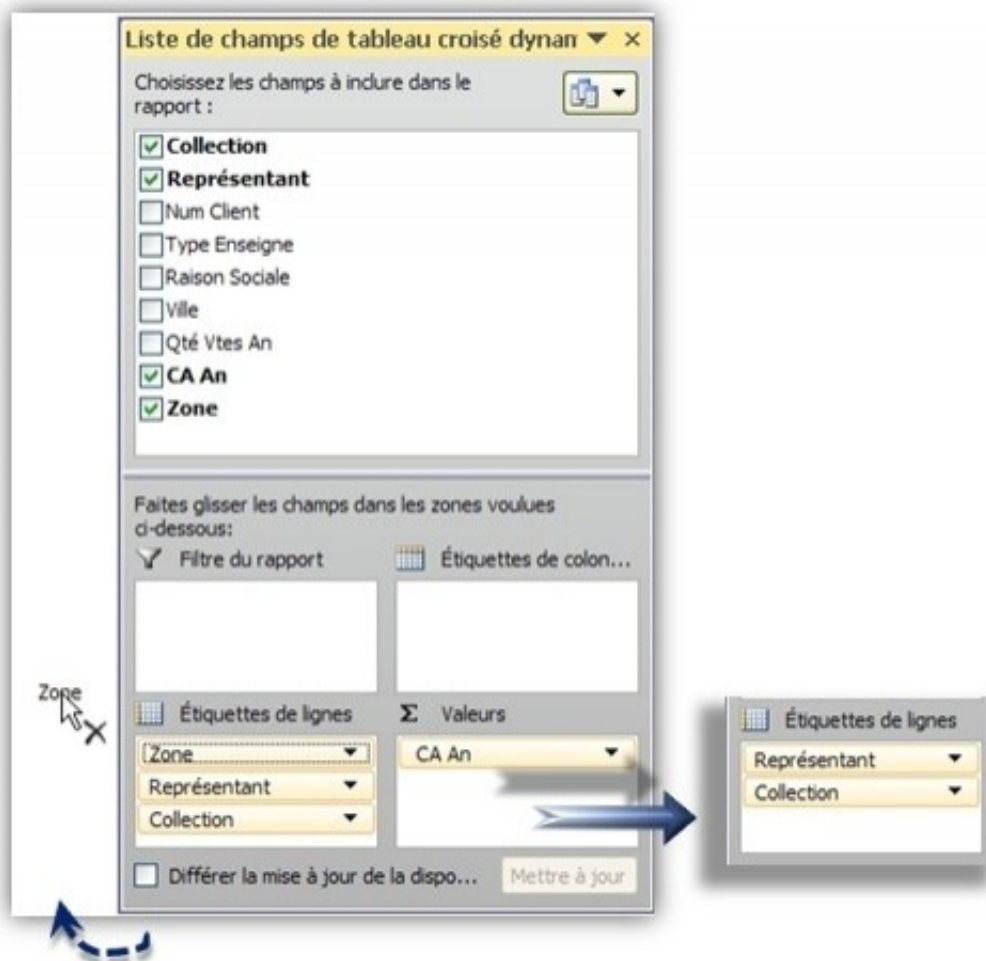 Liste de champs de tableau croisé dynan
Choisissez les champs à inclure dans le
rapport :
Collection
Représentant
Num Client
Type Enseigne
Raison Sociale
Ville
Qté Vtes An
CA An
Zone
Faites glisser les champs dans les zones voulues
ci-dessous:
Filtre du rapport
Étiquettes de colon...
Zone
Étiquettes de lignes
Σ Valeurs
Zone
Représentant
Collection
CA An
Différer la mise à jour de la dispo...
Mettre à jour
Étiquettes de lignes
Représentant
Collection